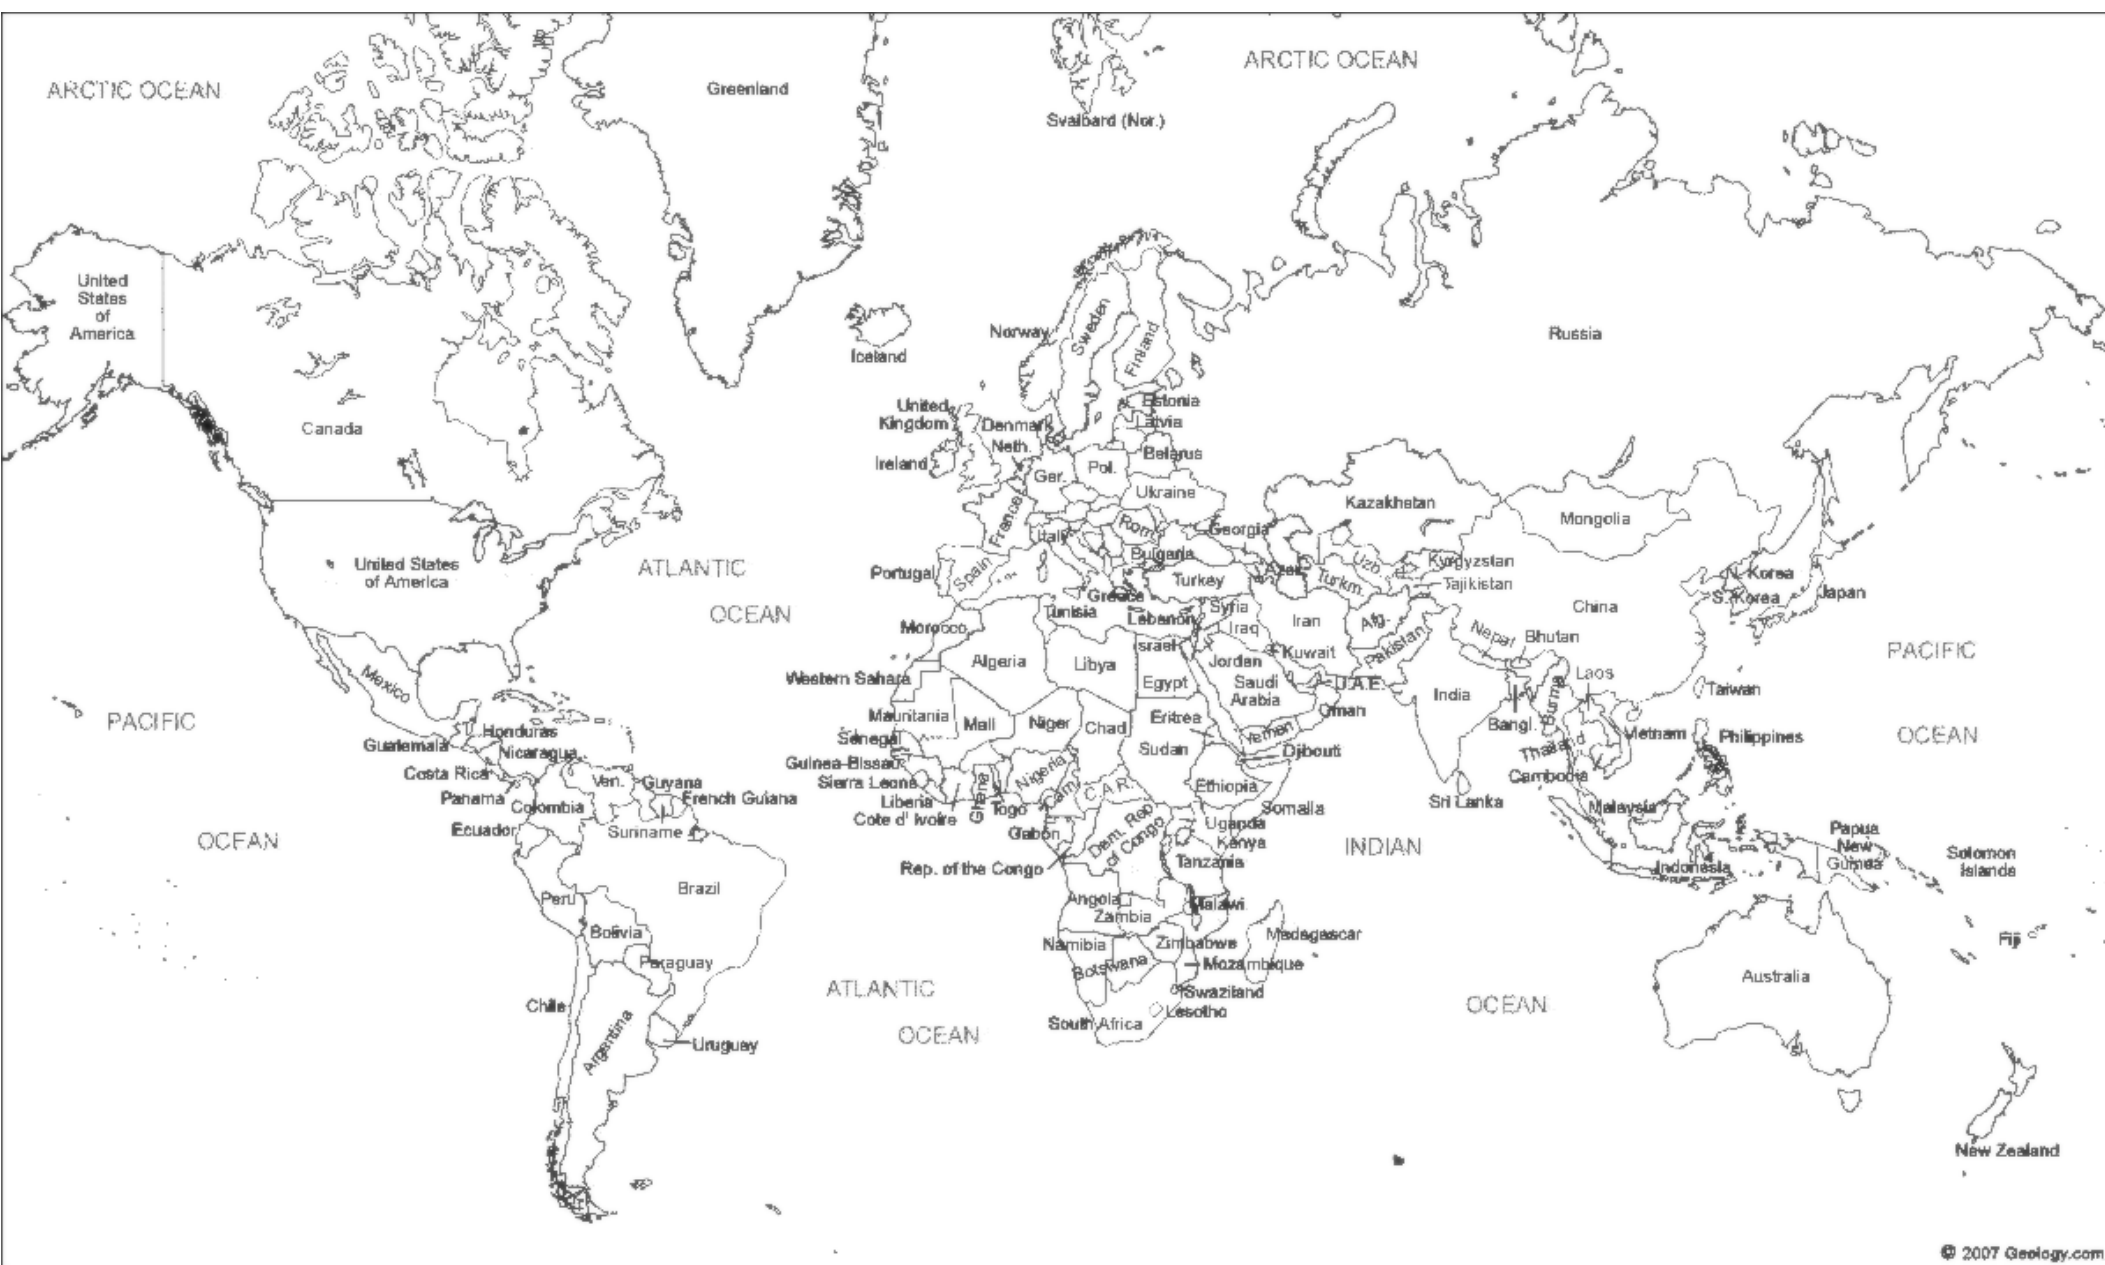 ARCTIC OCEAN
ARCTIC OCEAN
Greenland
Svalbard (Nor.)
United
States
of
America
Canada
Iceland
Norway
Sweden
Finland
Russia
United
Kingdom
Ireland
Denmark
Neth.
Estonia
Latvia
Belarus
Ger.
Pol.
Ukraine
France
Kazakhstan
Mongolia
United States
of America
ATLANTIC
OCEAN
Portugal
Spain
Italy
Rom.
Bulgaria
Georgia
Greece
Turkey
Azer.
Uzb.
Turkm.
Kyrgyzstan
Tajikistan
China
N. Korea
S. Korea
Japan
Morocco
Tunisia
Lebanon
Syria
Iraq
Iran
Afg.
Pakistan
Nepal
Bhutan
PACIFIC
OCEAN
Mexico
Western Sahara
Algeria
Libya
Israel
Egypt
Jordan
Kuwait
Saudi
Arabia
U.A.E.
Oman
Yemen
India
Bangl.
Burma
Laos
Taiwan
PACIFIC
OCEAN
Guatemala
Honduras
Nicaragua
Costa Rica
Panama
Mauritania
Mali
Niger
Chad
Eritrea
Sudan
Djibouti
Thailand
Vietnam
Cambodia
Philippines
Senegal
Guinea-Bissau
Sierra Leone
Liberia
Cote d' Ivoire
Ghana
Togo
Nigeria
Cam.
C.A.R.
Ethiopia
Somalia
Sri Lanka
Malaysia
Ven.
Guyana
French Guiana
Colombia
Suriname
Ecuador
Gabon
Rep. of the Congo
Dem. Rep.
of Congo
Uganda
Kenya
Tanzania
INDIAN
OCEAN
Indonesia
Papua
New
Guinea
Solomon
Islands
Brazil
Peru
Bolivia
Paraguay
Angola
Zambia
Malawi
Namibia
Zimbabwe
Botswana
Mozambique
Madagascar
Swaziland
Lesotho
South Africa
Fiji
Australia
Chile
Argentina
Uruguay
ATLANTIC
OCEAN
New Zealand
© 2007 Geology.com